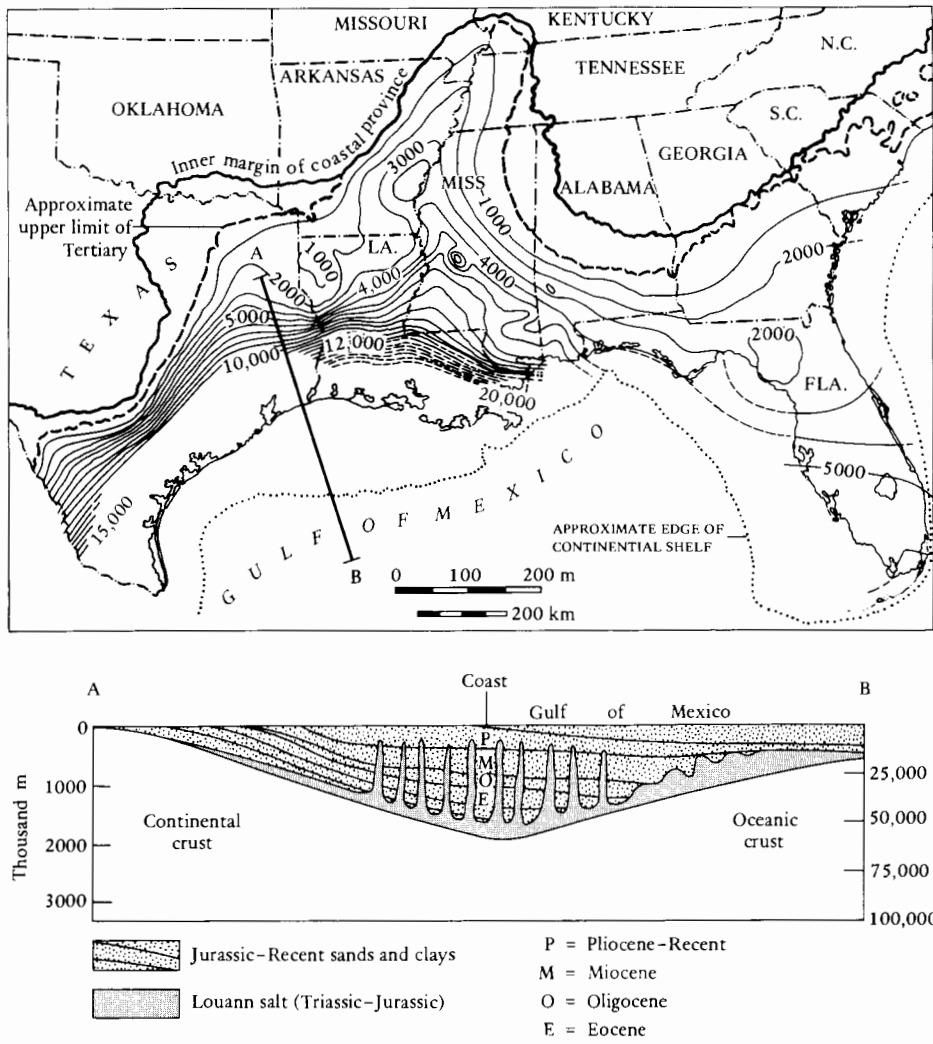 MISSOURI
KENTUCKY
N.C.
ARKANSAS
TENNESSEE
OKLAHOMA
S.C.
Inner margin of coastal province
3000
GEORGIA
MISS
ALABAMA
Approximate
upper limit of
Tertiary
1000
A
LA.
1000
2000
2000
4,000
4000
0
TEXAS
5000
2000
12,000
10,000
FLA.
20,000
5000
15,000
GULF OF MEXICO
APPROXIMATE EDGE OF
CONTINENTIAL SHELF
B
0 100 200 m
200 km
A
Coast
B
Gulf of Mexico
0
P
M
O
E
1000
2000
3000
Thousand m
25,000
50,000
75,000
100,000
Continental
crust
Oceanic
crust
Jurassic–Recent sands and clays
Louann salt (Triassic–Jurassic)
P = Pliocene–Recent
M = Miocene
O = Oligocene
E = Eocene